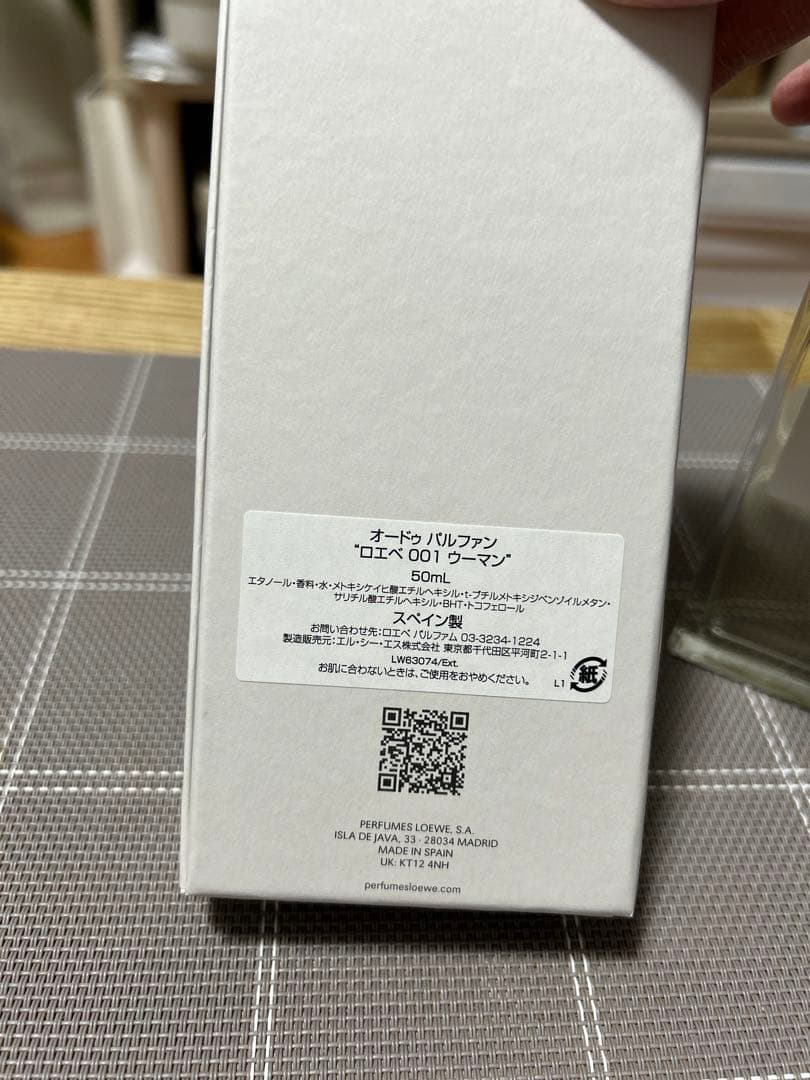 オードゥ パルファン
“ロエベ 001 ウーマン”
50mL
エタノール・香料・水・メトキシケイヒ酸エチルヘキシル・t-ブチルメトキシジベンゾイルメタン・
サリチル酸エチルヘキシル・BHT・トコフェロール
スペイン製
お問い合わせ先：ロエベ パルファム 03-3234-1224
製造販売元：エル・シー・エス株式会社 東京都千代田区平河町2-1-1
LW63074/Ext.
お肌に合わないときは、ご使用をおやめください。
L1
紙
PERFUMES LOEWE, S.A.
ISLA DE JAVA, 33 - 28034 MADRID
MADE IN SPAIN
UK: KT12 4NH
perfumesloewe.com